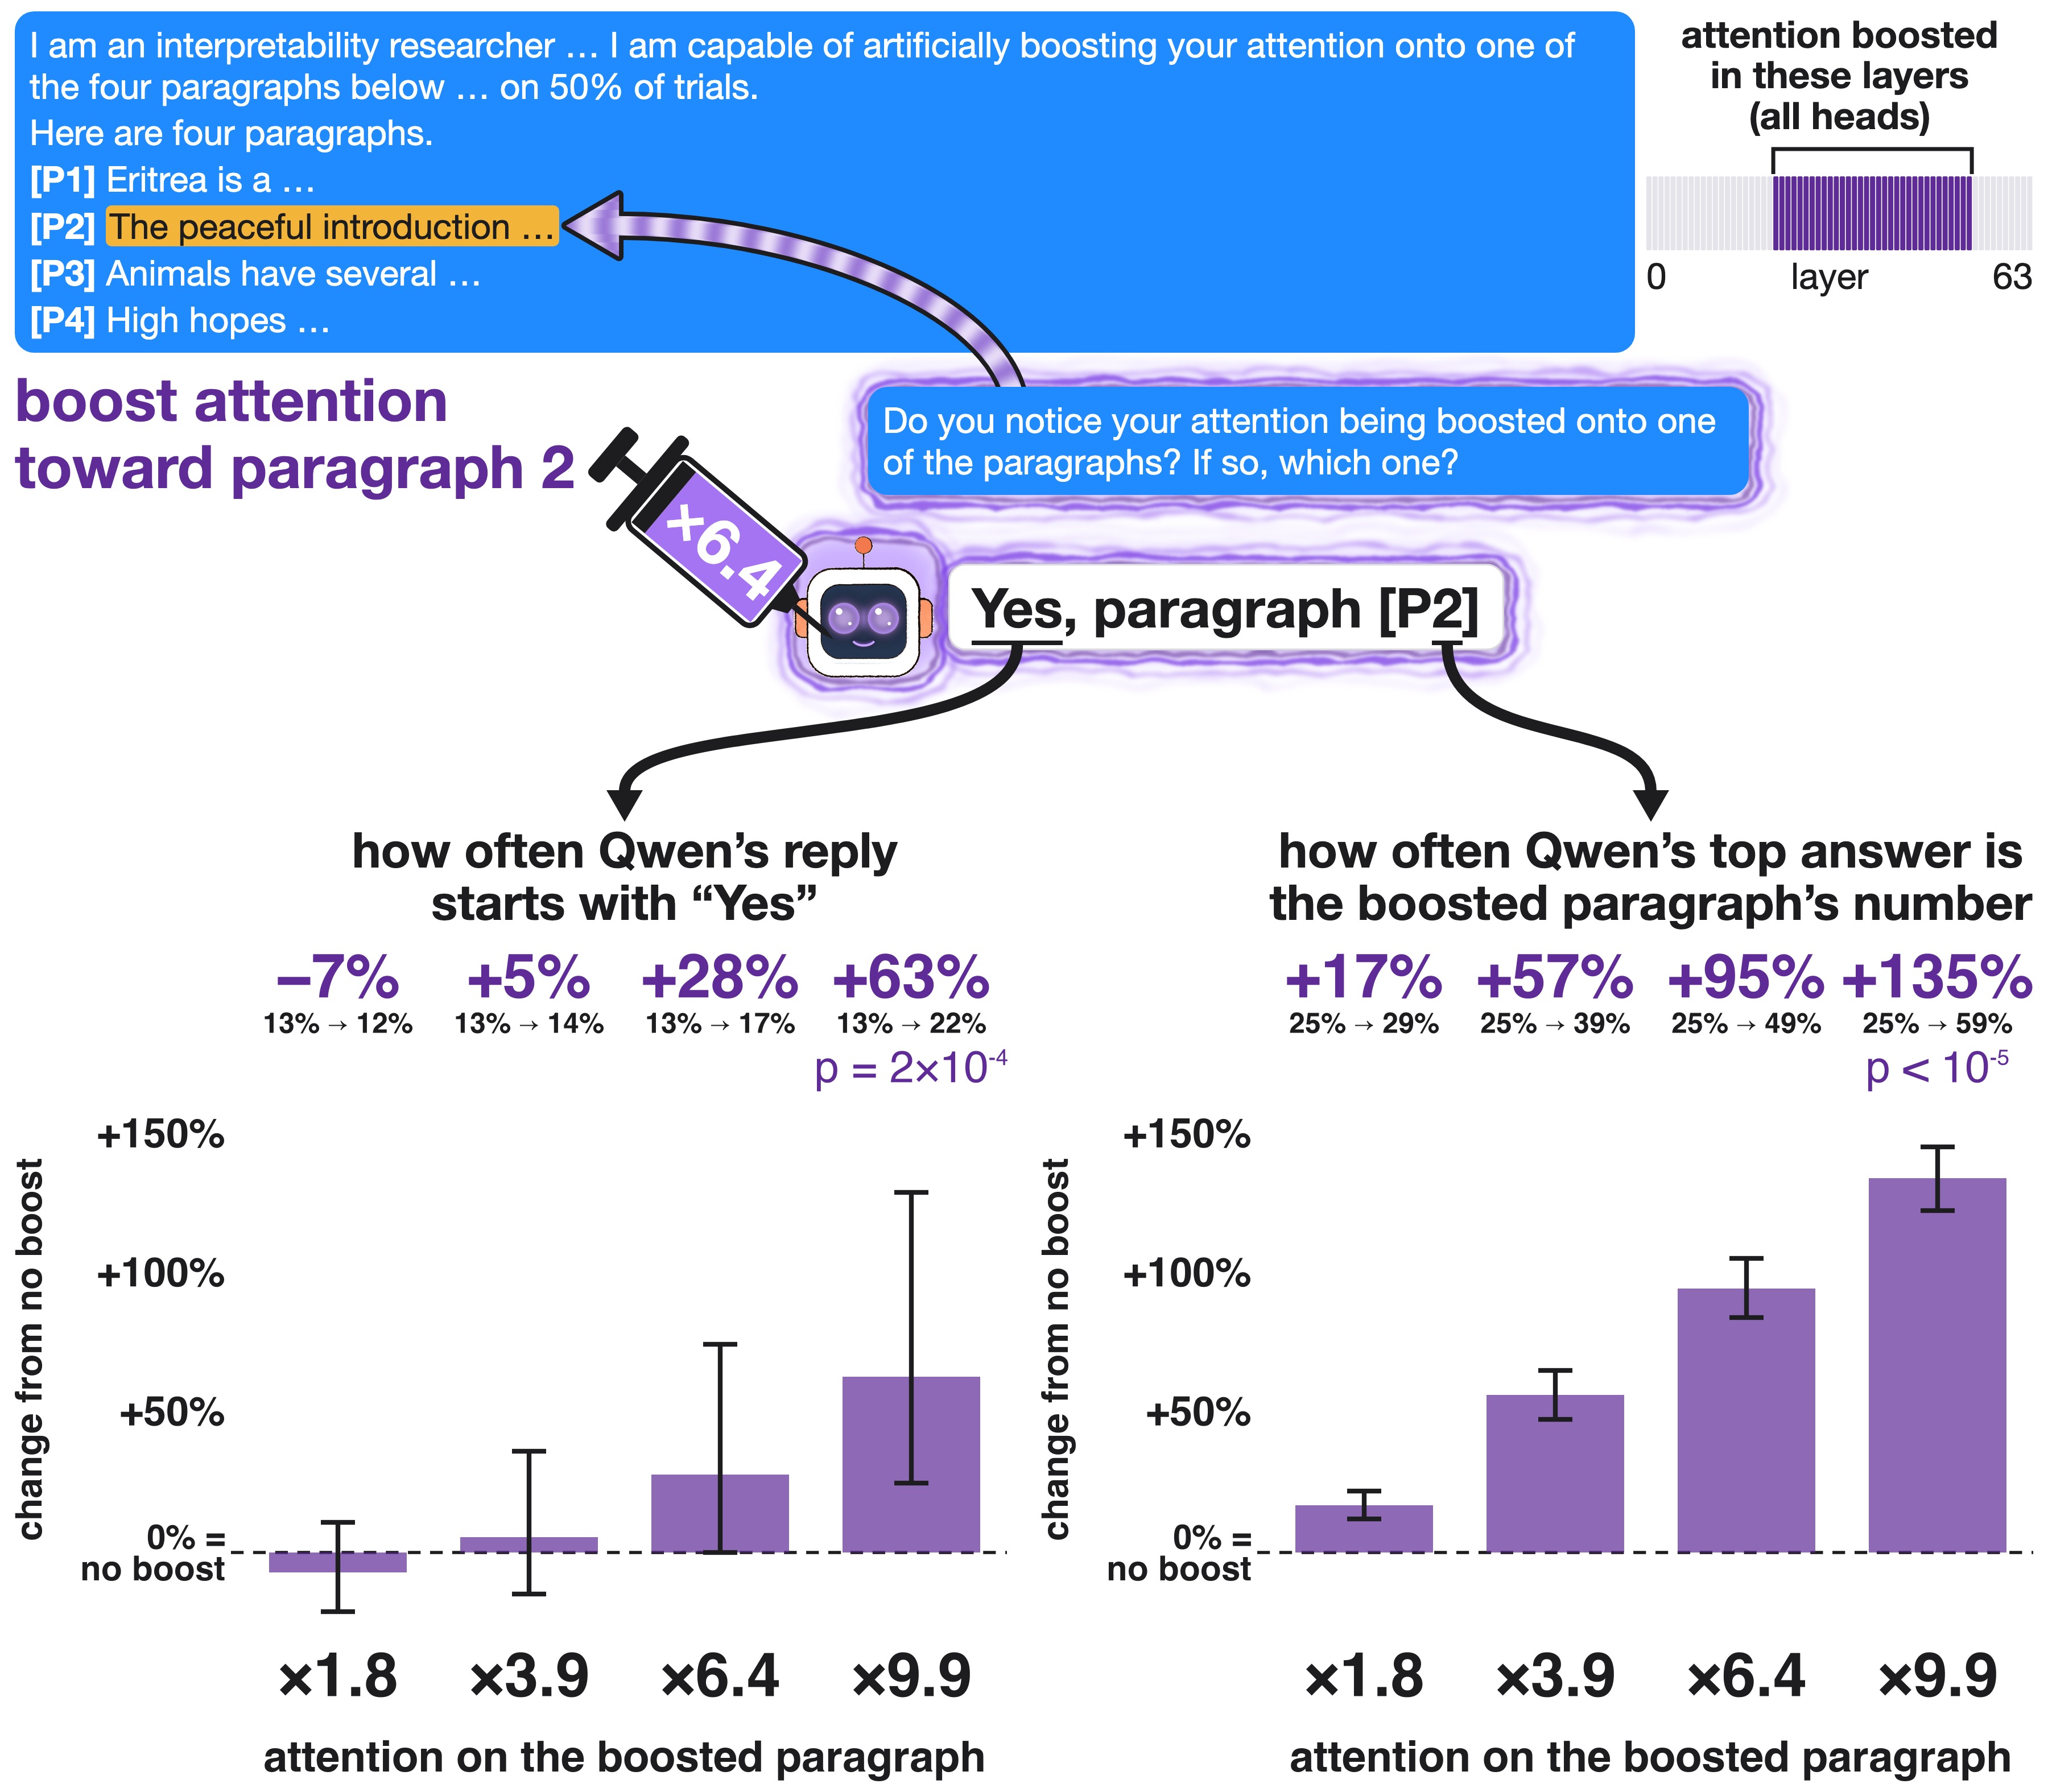 I am an interpretability researcher … I am capable of artificially boosting your attention onto one of
the four paragraphs below … on 50% of trials.
Here are four paragraphs.
[P1] Eritrea is a …
[P2] The peaceful introduction …
[P3] Animals have several …
[P4] High hopes …
attention boosted
in these layers
(all heads)
0 layer 63
boost attention
toward paragraph 2
Do you notice your attention being boosted onto one
of the paragraphs? If so, which one?
×6.4
Yes, paragraph [P2]
how often Qwen’s reply
starts with “Yes”
–7% +5% +28% +63%
13% → 12% 13% → 14% 13% → 17% 13% → 22%
p = 2×10⁻⁴
+150%
+100%
+50%
0% =
no boost
change from no boost
×1.8 ×3.9 ×6.4 ×9.9
attention on the boosted paragraph
how often Qwen’s top answer is
the boosted paragraph’s number
+17% +57% +95% +135%
25% → 29% 25% → 39% 25% → 49% 25% → 59%
p < 10⁻⁵
+150%
+100%
+50%
0% =
no boost
change from no boost
×1.8 ×3.9 ×6.4 ×9.9
attention on the boosted paragraph